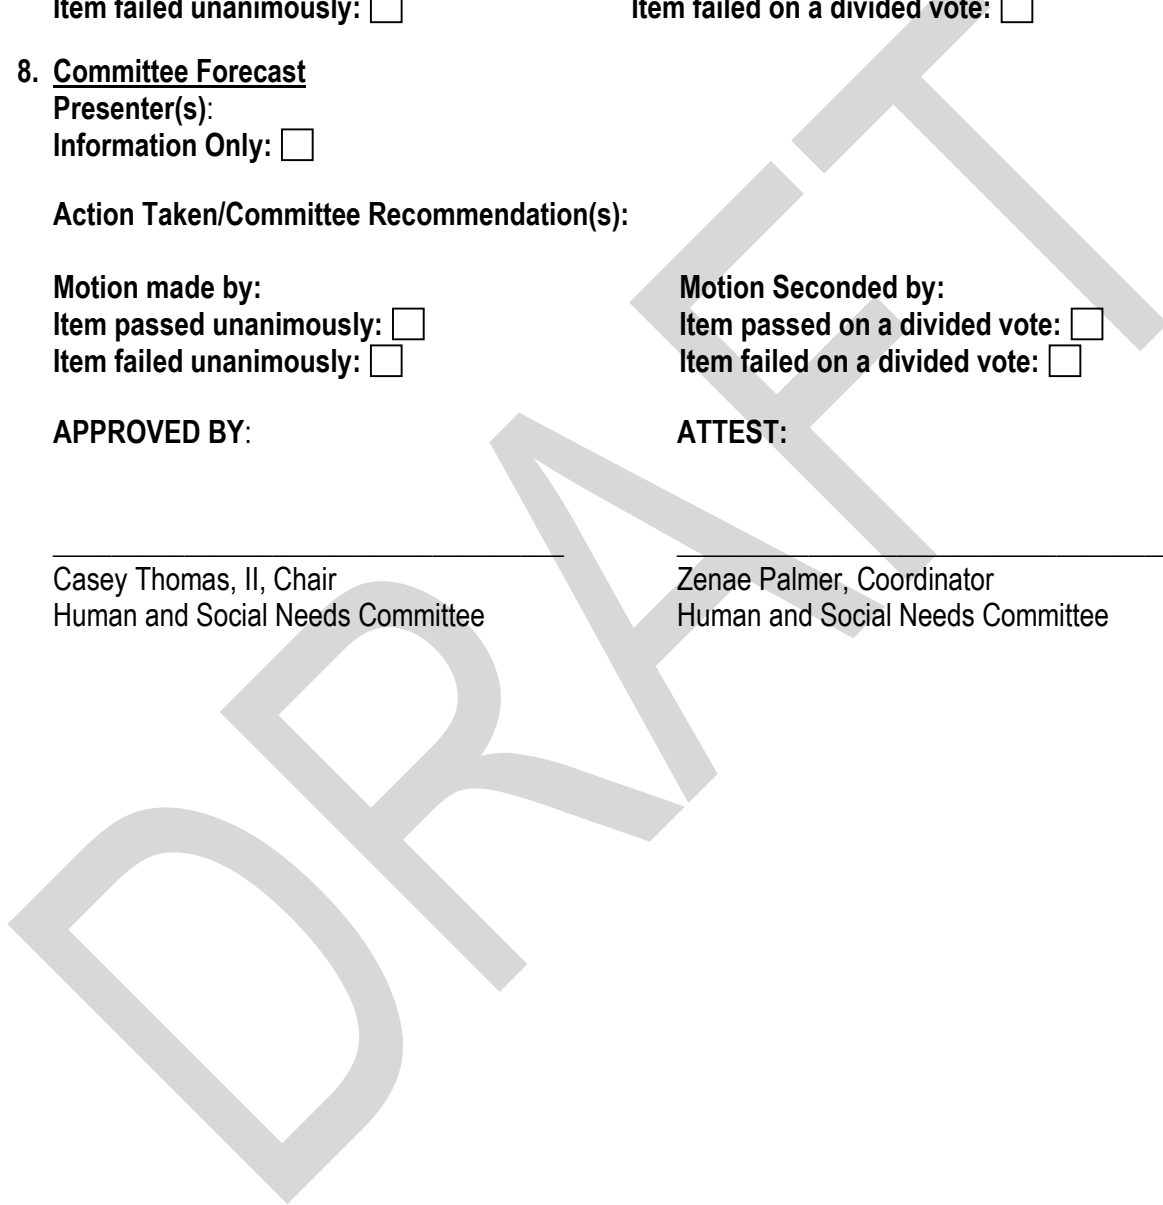 Item failed unanimously: ☐ Item failed on a divided vote: ☐
8. Committee Forecast
Presenter(s):
Information Only: ☐
Action Taken/Committee Recommendation(s):
Motion made by: Motion Seconded by:
Item passed unanimously: ☐ Item passed on a divided vote: ☐
Item failed unanimously: ☐ Item failed on a divided vote: ☐
APPROVED BY: ATTEST:
Casey Thomas, II, Chair Zenae Palmer, Coordinator
Human and Social Needs Committee Human and Social Needs Committee
DRAFT